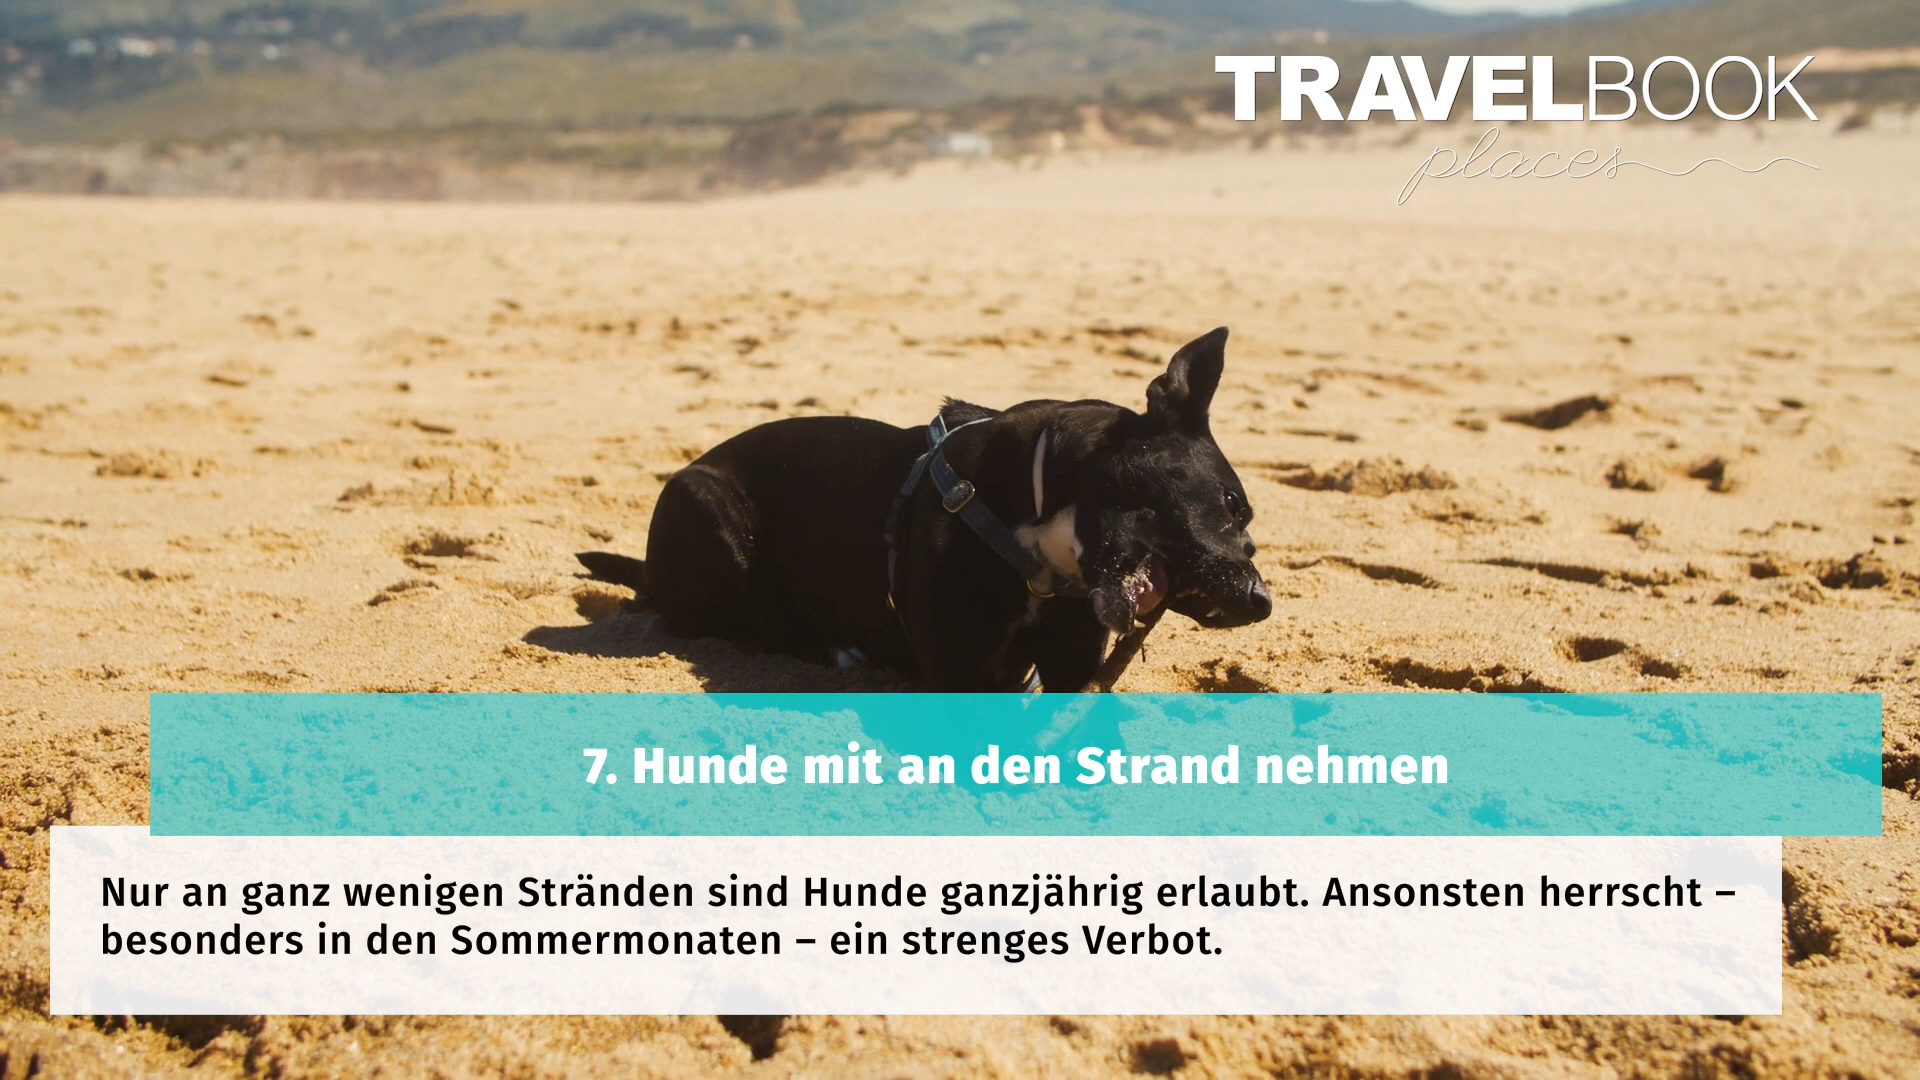 TRAVELBOOK
places
7. Hunde mit an den Strand nehmen
Nur an ganz wenigen Stränden sind Hunde ganzjährig erlaubt. Ansonsten herrscht –
besonders in den Sommermonaten – ein strenges Verbot.